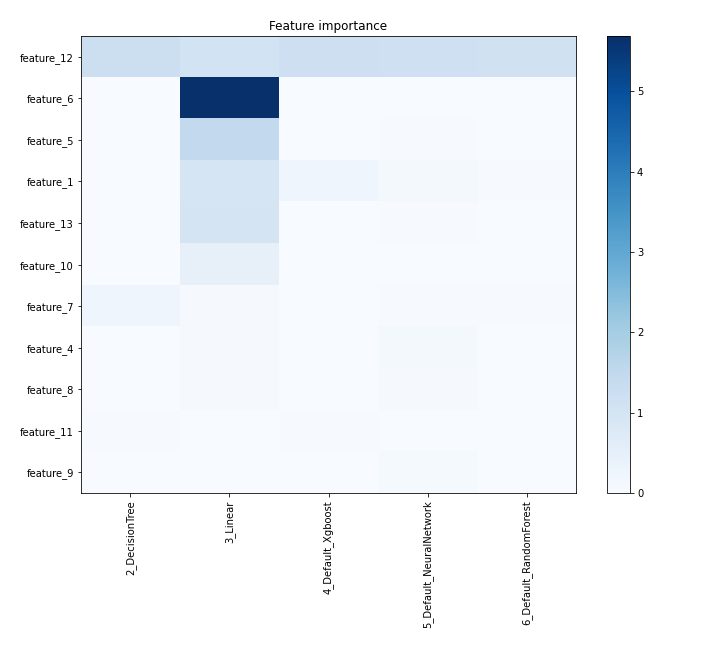 Feature importance
feature_12
feature_6
feature_5
feature_1
feature_13
feature_10
feature_7
feature_4
feature_8
feature_11
feature_9
2_DecisionTree
3_Linear
4_Default_Xgboost
5_Default_NeuralNetwork
6_Default_RandomForest
5
4
3
2
1
0